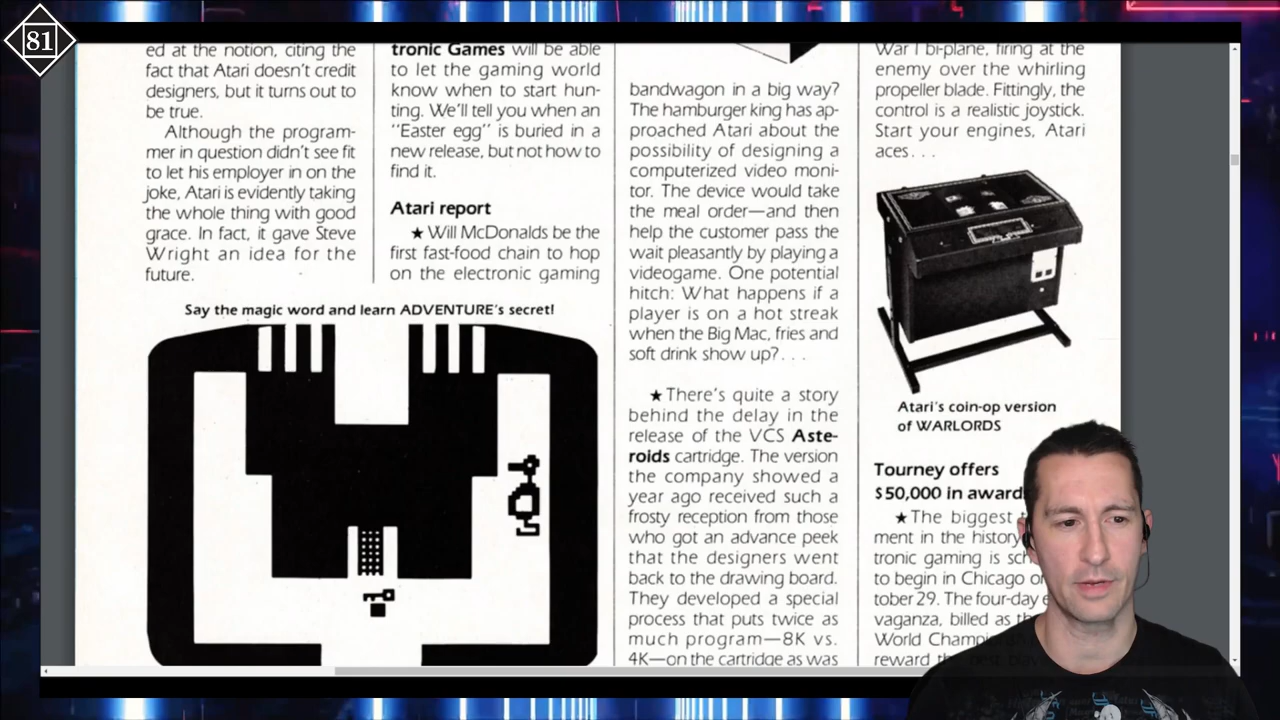 81
ed at the notion, citing the
fact that Atari doesn't credit
designers, but it turns out to
be true.
Although the program-
mer in question didn't see fit
to let his employer in on the
joke, Atari is evidently taking
the whole thing with good
grace. In fact, it gave Steve
Wright an idea for the
future.
tronic Games will be able
to let the gaming world
know when to start hun-
ting. We'll tell you when an
"Easter egg" is buried in a
new release, but not how to
find it.
Atari report
★ Will McDonalds be the
first fast-food chain to hop
on the electronic gaming
Say the magic word and learn ADVENTURE's secret!
bandwagon in a big way?
The hamburger king has ap-
proached Atari about the
possibility of designing a
computerized video moni-
tor. The device would take
the meal order—and then
help the customer pass the
wait pleasantly by playing a
videogame. One potential
hitch: What happens if a
player is on a hot streak
when the Big Mac, fries and
soft drink show up? . . .
★ There's quite a story
behind the delay in the
release of the VCS Aste-
roids cartridge. The version
the company showed a
year ago received such a
frosty reception from those
who got an advance peek
that the designers went
back to the drawing board.
They developed a special
process that puts twice as
much program—8K vs.
4K—on the cartridge as was
War I bi-plane, firing at the
enemy over the whirling
propeller blade. Fittingly, the
control is a realistic joystick.
Start your engines, Atari
aces . . .
Atari's coin-op version
of WARLORDS
Tourney offers
$50,000 in award
★ The biggest
ment in the history
tronic gaming is
to begin in Chicago
tober 29. The four-day
vaganza, billed as
World
reward